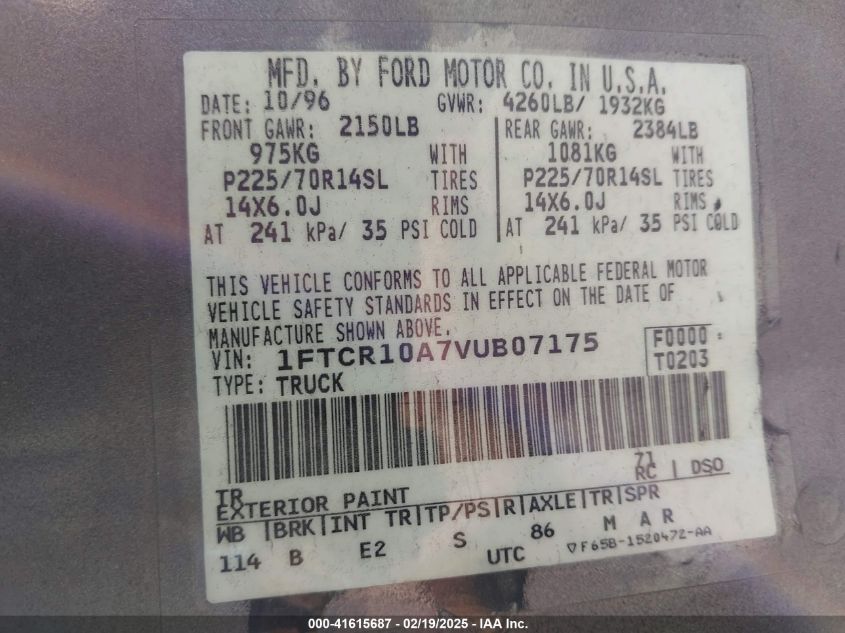 MFD. BY FORD MOTOR CO. IN U.S.A.
DATE: 10/96 GVWR: 4260LB/ 1932KG
FRONT GAWR: 2150LB REAR GAWR: 2384LB
975KG WITH 1081KG WITH
P225/70R14SL TIRES P225/70R14SL TIRES
14X6.0J RIMS 14X6.0J RIMS
AT 241 kPa/ 35 PSI COLD AT 241 kPa/ 35 PSI COLD
THIS VEHICLE CONFORMS TO ALL APPLICABLE FEDERAL MOTOR
VEHICLE SAFETY STANDARDS IN EFFECT ON THE DATE OF
MANUFACTURE SHOWN ABOVE.
VIN: 1FTCR10A7VUB07175 F0000
TYPE: TRUCK T0203
71
TR RC | DSO
EXTERIOR PAINT
WB |BRK|INT TR|TP/PS|R|AXLE|TR|SPR
114 B E2 S 86 M A R
UTC ▽F65B-1520472-AA
000-41615687 - 02/19/2025 - IAA Inc.